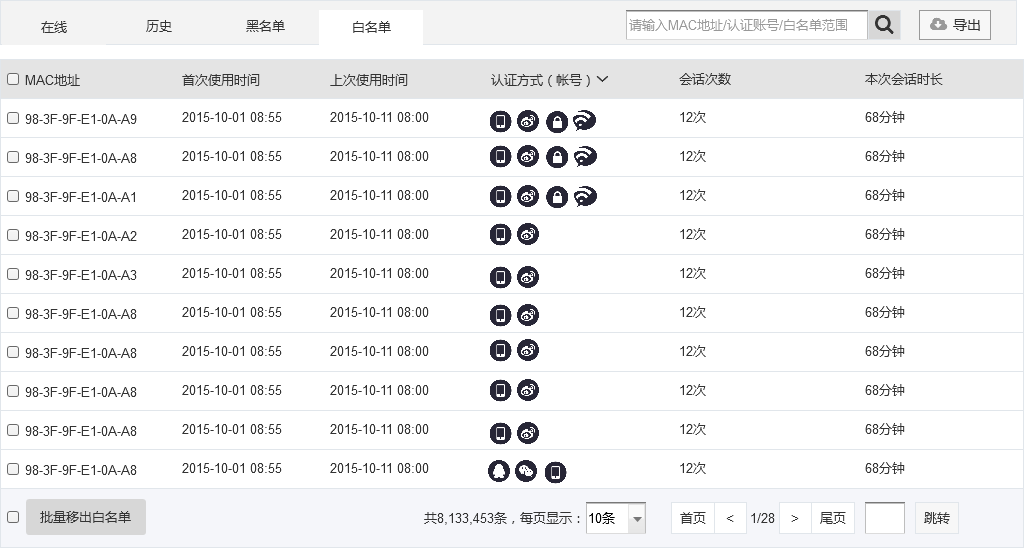 在线 历史 黑名单 白名单 请输入MAC地址/认证账号/白名单范围 导出
MAC地址 首次使用时间 上次使用时间 认证方式（帐号） 会话次数 本次会话时长
98-3F-9F-E1-0A-A9 2015-10-01 08:55 2015-10-11 08:00 12次 68分钟
98-3F-9F-E1-0A-A8 2015-10-01 08:55 2015-10-11 08:00 12次 68分钟
98-3F-9F-E1-0A-A1 2015-10-01 08:55 2015-10-11 08:00 12次 68分钟
98-3F-9F-E1-0A-A2 2015-10-01 08:55 2015-10-11 08:00 12次 68分钟
98-3F-9F-E1-0A-A3 2015-10-01 08:55 2015-10-11 08:00 12次 68分钟
98-3F-9F-E1-0A-A8 2015-10-01 08:55 2015-10-11 08:00 12次 68分钟
98-3F-9F-E1-0A-A8 2015-10-01 08:55 2015-10-11 08:00 12次 68分钟
98-3F-9F-E1-0A-A8 2015-10-01 08:55 2015-10-11 08:00 12次 68分钟
98-3F-9F-E1-0A-A8 2015-10-01 08:55 2015-10-11 08:00 12次 68分钟
98-3F-9F-E1-0A-A8 2015-10-01 08:55 2015-10-11 08:00 12次 68分钟
批量移出白名单 共8,133,453条，每页显示： 10条 首页 < 1/28 > 尾页 跳转